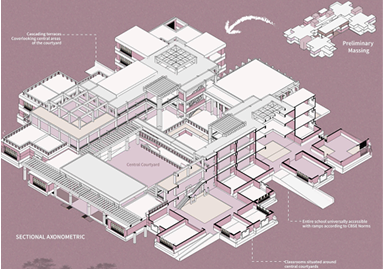 Cascading terraces
Constituting central areas
of the courtyard
Preliminary
Massing
Central Courtyard
Entire school universally accessible
with ramps according to CBSE Norms
SECTIONAL AXONOMETRIC
Classrooms situated around
central courtyards